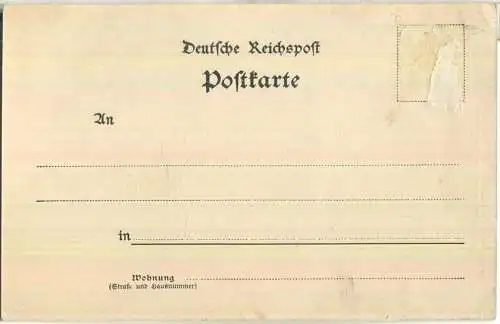 Deutſche Reichspoſt
Poſtkarte
An
in
Wohnung
(Straße und Hausnummer)